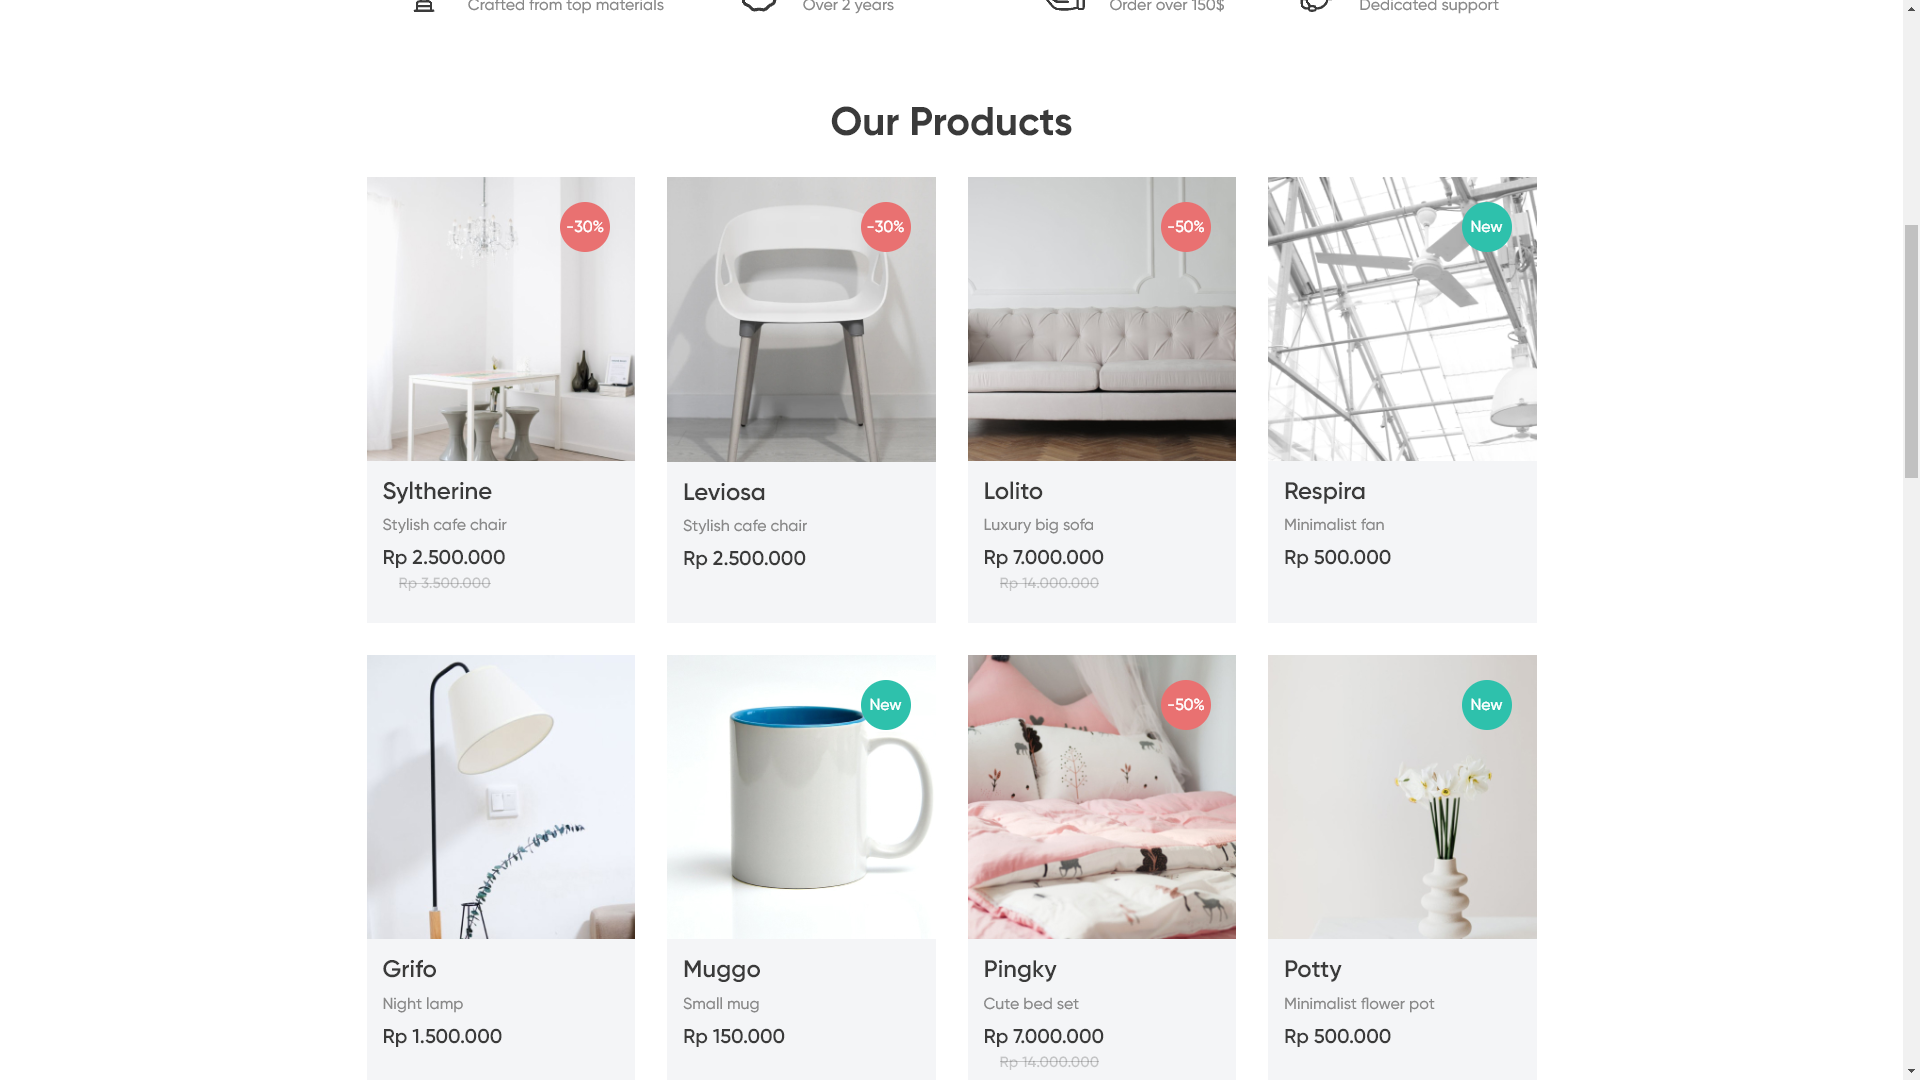 Crafted from top materials
Over 2 years
Order over 150$
Dedicated support
Our Products
-30%
-30%
-50%
New
Syltherine
Stylish cafe chair
Rp 2.500.000
Rp 3.500.000
Leviosa
Stylish cafe chair
Rp 2.500.000
Lolito
Luxury big sofa
Rp 7.000.000
Rp 14.000.000
Respira
Minimalist fan
Rp 500.000
New
-50%
New
Grifo
Night lamp
Rp 1.500.000
Muggo
Small mug
Rp 150.000
Pingky
Cute bed set
Rp 7.000.000
Rp 14.000.000
Potty
Minimalist flower pot
Rp 500.000